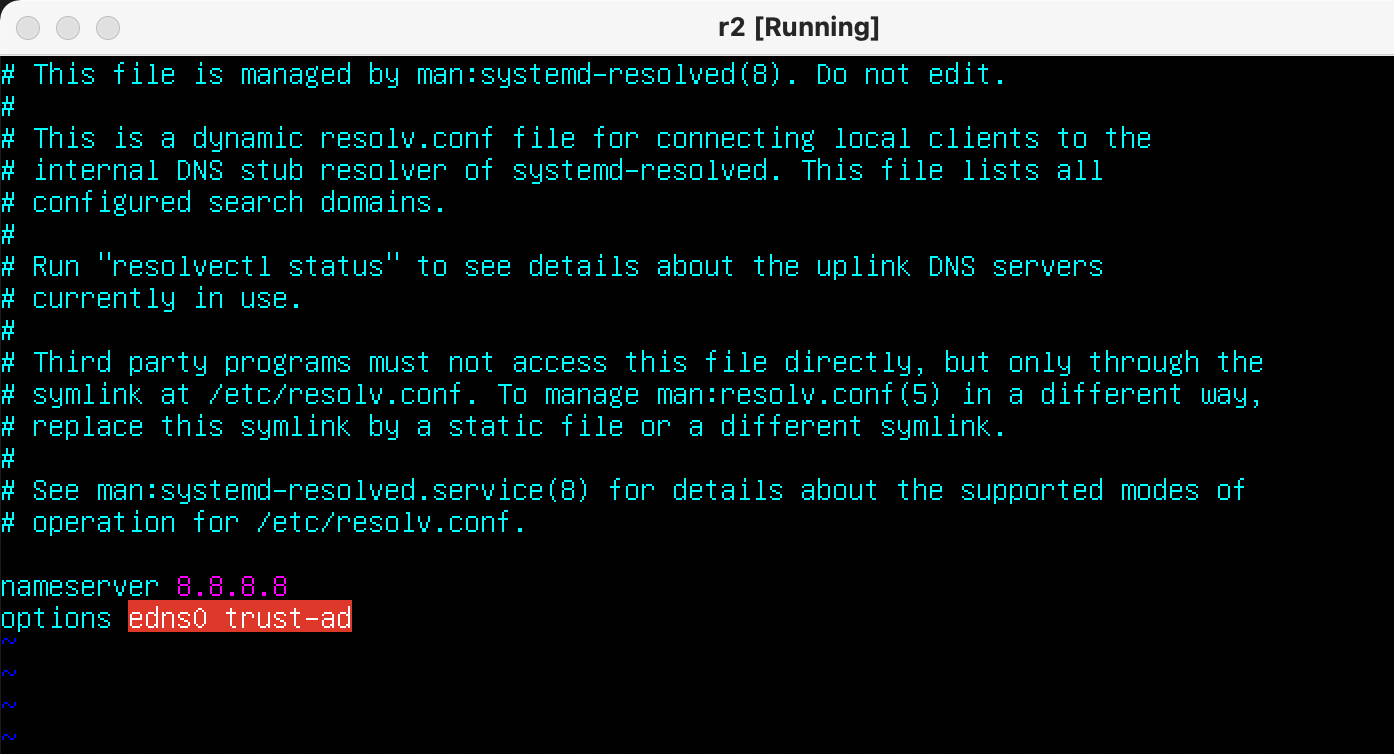 r2 [Running]
# This file is managed by man:systemd-resolved(8). Do not edit.
#
# This is a dynamic resolv.conf file for connecting local clients to the
# internal DNS stub resolver of systemd-resolved. This file lists all
# configured search domains.
#
# Run "resolvectl status" to see details about the uplink DNS servers
# currently in use.
#
# Third party programs must not access this file directly, but only through the
# symlink at /etc/resolv.conf. To manage man:resolv.conf(5) in a different way,
# replace this symlink by a static file or a different symlink.
#
# See man:systemd-resolved.service(8) for details about the supported modes of
# operation for /etc/resolv.conf.

nameserver 8.8.8.8
options edns0 trust-ad
~
~
~
~